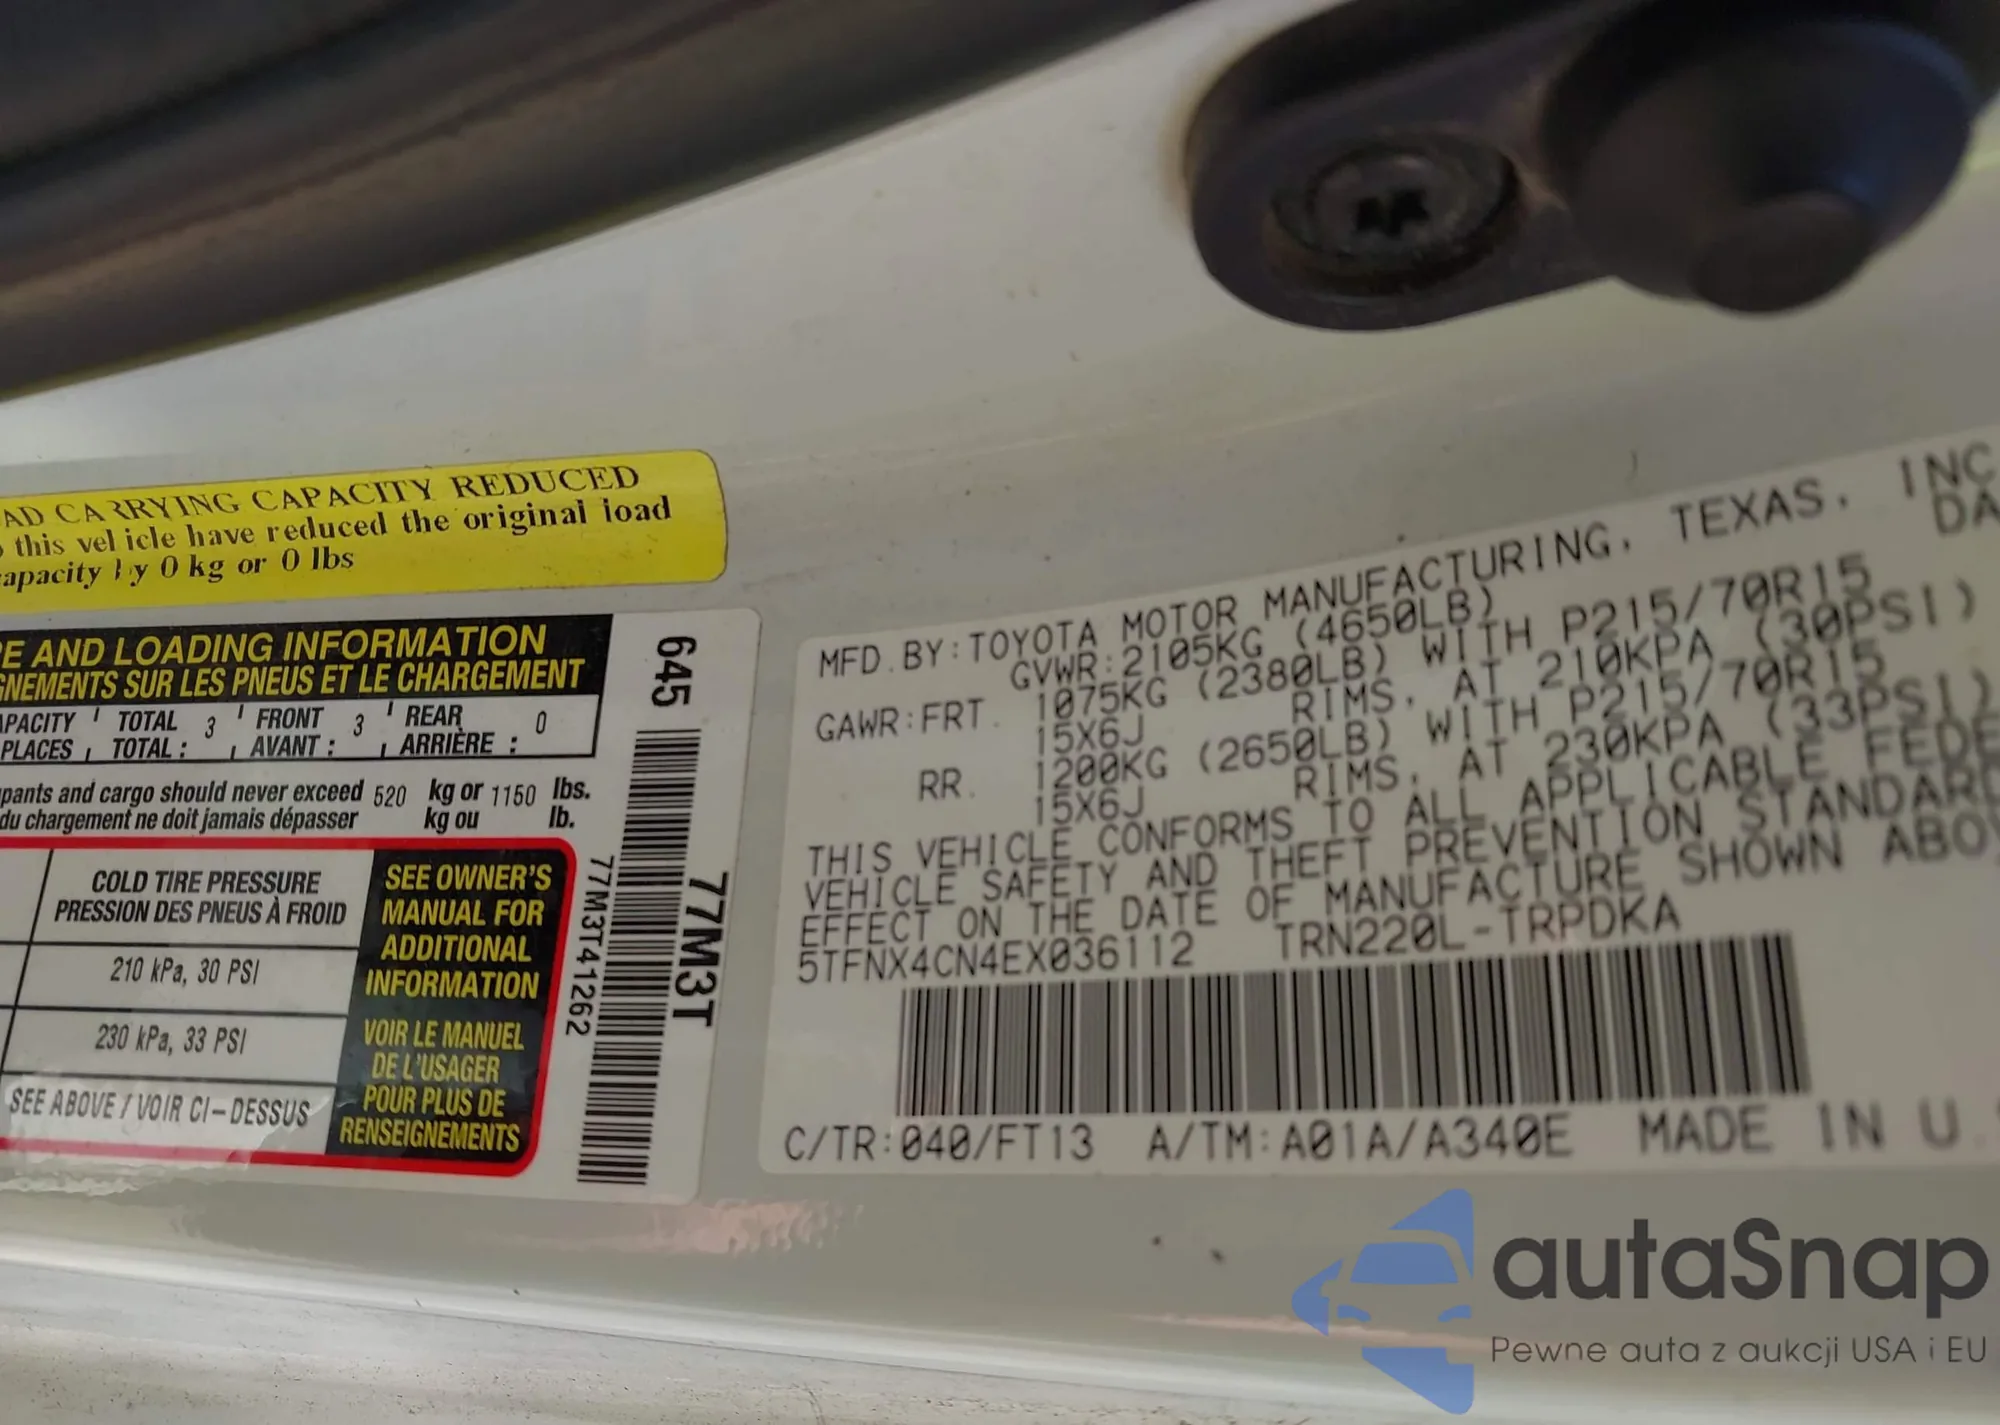 AD CARRYING CAPACITY REDUCED
this vehicle have reduced the original load
apacity by 0 kg or 0 lbs
E AND LOADING INFORMATION
GNEMENTS SUR LES PNEUS ET LE CHARGEMENT
APACITY TOTAL 3 FRONT 3 REAR 0
PLACES TOTAL : AVANT : ARRIÈRE :
pants and cargo should never exceed 520 kg or 1150 lbs.
du chargement ne doit jamais dépasser kg ou lb.
COLD TIRE PRESSURE
PRESSION DES PNEUS À FROID
210 kPa, 30 PSI
230 kPa, 33 PSI
SEE ABOVE / VOIR CI-DESSUS
SEE OWNER'S
MANUAL FOR
ADDITIONAL
INFORMATION
VOIR LE MANUEL
DE L'USAGER
POUR PLUS DE
RENSEIGNEMENTS
645
77M3T
77M3T41262
MFD.BY:TOYOTA MOTOR MANUFACTURING, TEXAS, INC
DA
GVWR:2105KG (4650LB)
GAWR:FRT. 1075KG (2380LB) WITH P215/70R15
15X6J RIMS, AT 210KPA (30PSI)
RR. 1200KG (2650LB) WITH P215/70R15
15X6J RIMS, AT 230KPA (33PSI)
THIS VEHICLE CONFORMS TO ALL APPLICABLE FEDE
VEHICLE SAFETY AND THEFT PREVENTION STANDARD
EFFECT ON THE DATE OF MANUFACTURE SHOWN ABOV
5TFNX4CN4EX036112 TRN220L-TRPDKA
C/TR:040/FT13 A/TM:A01A/A340E MADE IN U.
autaSnap
Pewne auta z aukcji USA i EU